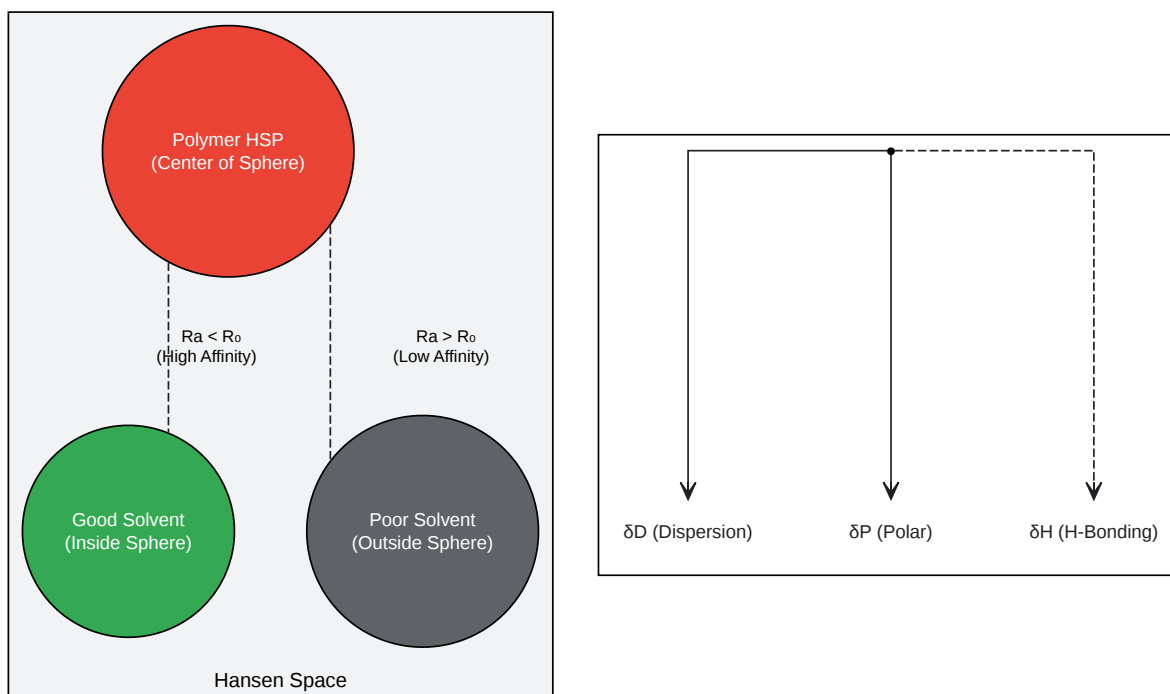 Polymer HSP
(Center of Sphere)
Ra < R₀
(High Affinity)
Ra > R₀
(Low Affinity)
Good Solvent
(Inside Sphere)
Poor Solvent
(Outside Sphere)
Hansen Space
δD (Dispersion)
δP (Polar)
δH (H-Bonding)